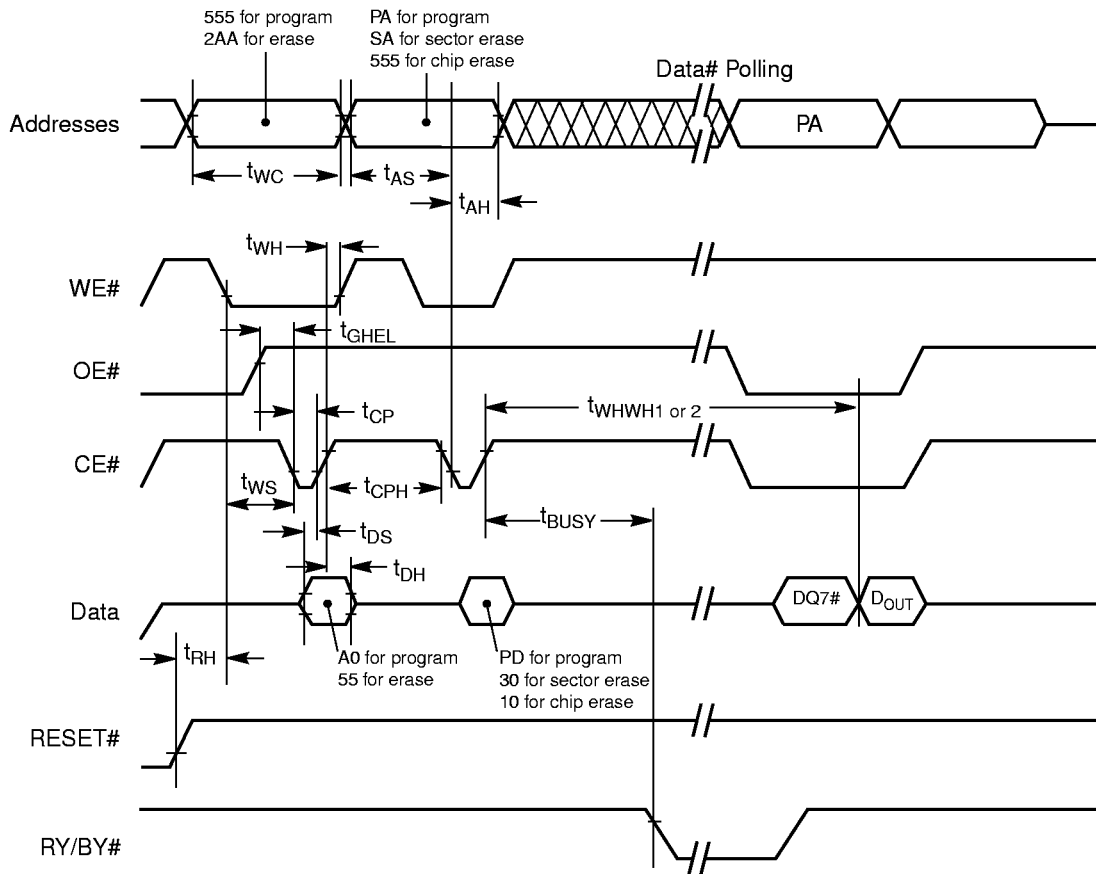 555 for program
2AA for erase
PA for program
SA for sector erase
555 for chip erase
Data# Polling
Addresses
PA
tWC
tAS
tAH
tWH
WE#
tGHEL
OE#
tCP
tWHWH1 or 2
CE#
tWS
tCPH
tBUSY
tDS
tDH
Data
DQ7#
DOUT
tRH
A0 for program
55 for erase
PD for program
30 for sector erase
10 for chip erase
RESET#
RY/BY#